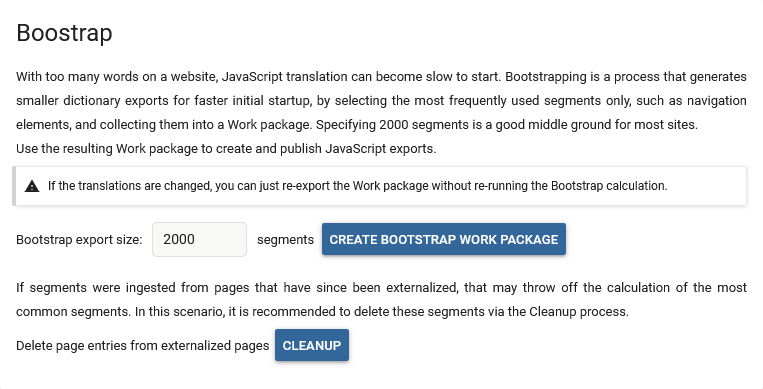 Boostrap
With too many words on a website, JavaScript translation can become slow to start. Bootstrapping is a process that generates
smaller dictionary exports for faster initial startup, by selecting the most frequently used segments only, such as navigation
elements, and collecting them into a Work package. Specifying 2000 segments is a good middle ground for most sites.
Use the resulting Work package to create and publish JavaScript exports.
If the translations are changed, you can just re-export the Work package without re-running the Bootstrap calculation.
Bootstrap export size: 2000 segments CREATE BOOTSTRAP WORK PACKAGE
If segments were ingested from pages that have since been externalized, that may throw off the calculation of the most
common segments. In this scenario, it is recommended to delete these segments via the Cleanup process.
Delete page entries from externalized pages CLEANUP